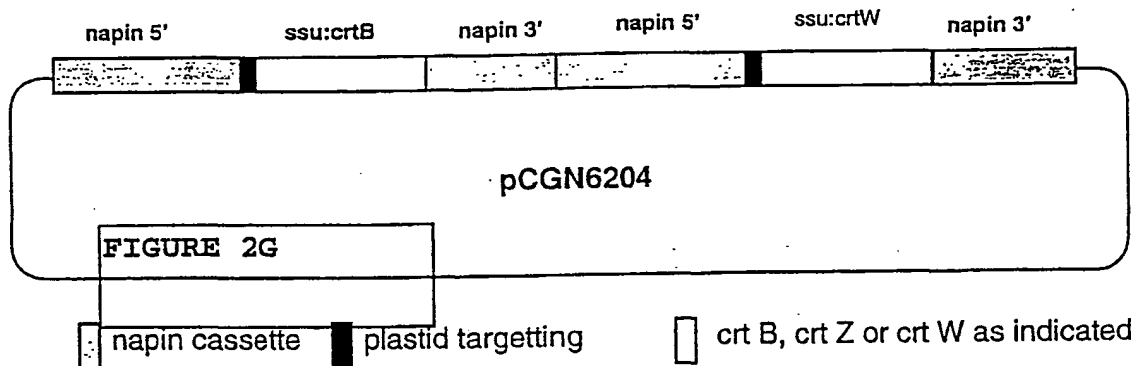 napin 5' ssu:crtB napin 3' napin 5' ssu:crtW napin 3'
pCGN6204
FIGURE 2G
napin cassette plastid targetting crt B, crt Z or crt W as indicated